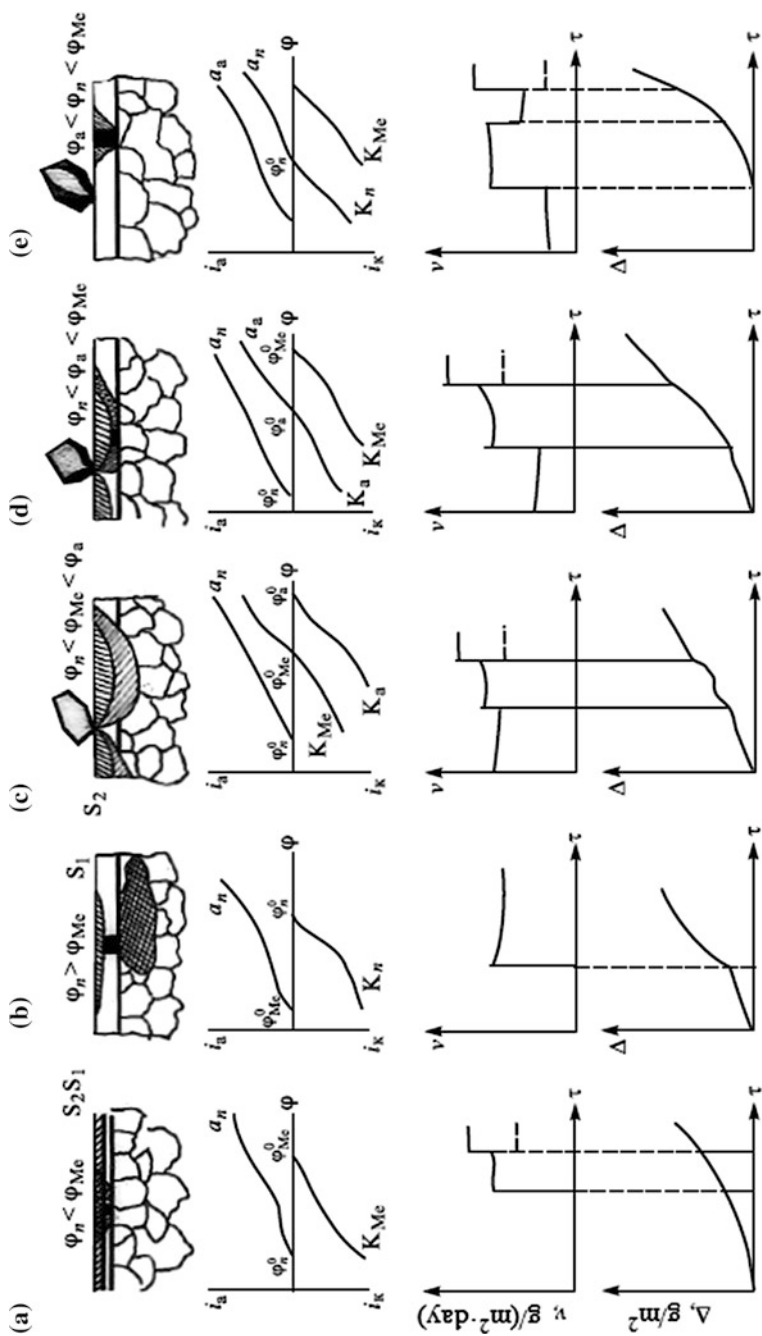 (a)
φn < φMe
S2S1
ia
an
φ⁰n
φ⁰Me
φ
KMe
iк
ν, g/(m²·day)
τ
Δ, g/m²
τ
(b)
φn > φMe
S1
ia
an
φ⁰Me
φ⁰n
φ
Kn
iк
ν
τ
Δ
τ
(c)
S2
φn < φMe < φa
ia
an
φ⁰n
φ⁰Me
φ⁰a
φ
KMe
Ka
iк
ν
τ
Δ
τ
(d)
φn < φa < φMe
ia
an
aa
φ⁰n
φ⁰a
φ⁰Me
φ
Ka
KMe
iк
ν
τ
Δ
τ
(e)
φa < φn < φMe
ia
aa
an
φ⁰n
φ
Kn
KMe
iк
ν
τ
Δ
τ